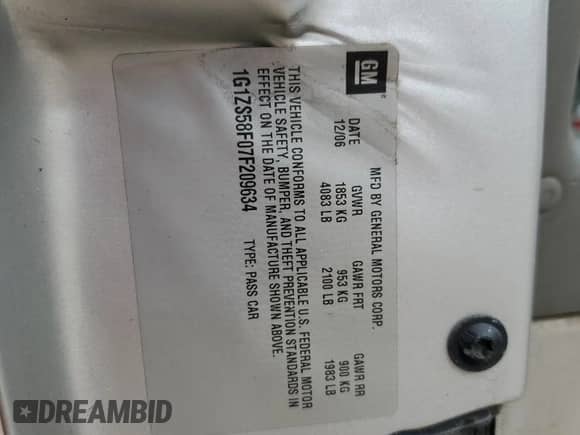 GM
®
MFD BY GENERAL MOTORS CORP.
DATE GVWR GAWR FRT GAWR RR
12/06 1853 KG 953 KG 900 KG
4083 LB 2100 LB 1983 LB
THIS VEHICLE CONFORMS TO ALL APPLICABLE U.S. FEDERAL MOTOR
VEHICLE SAFETY, BUMPER, AND THEFT PREVENTION STANDARDS IN
EFFECT ON THE DATE OF MANUFACTURE SHOWN ABOVE.
1G1ZS58F07F209634 TYPE: PASS CAR
DREAMBID